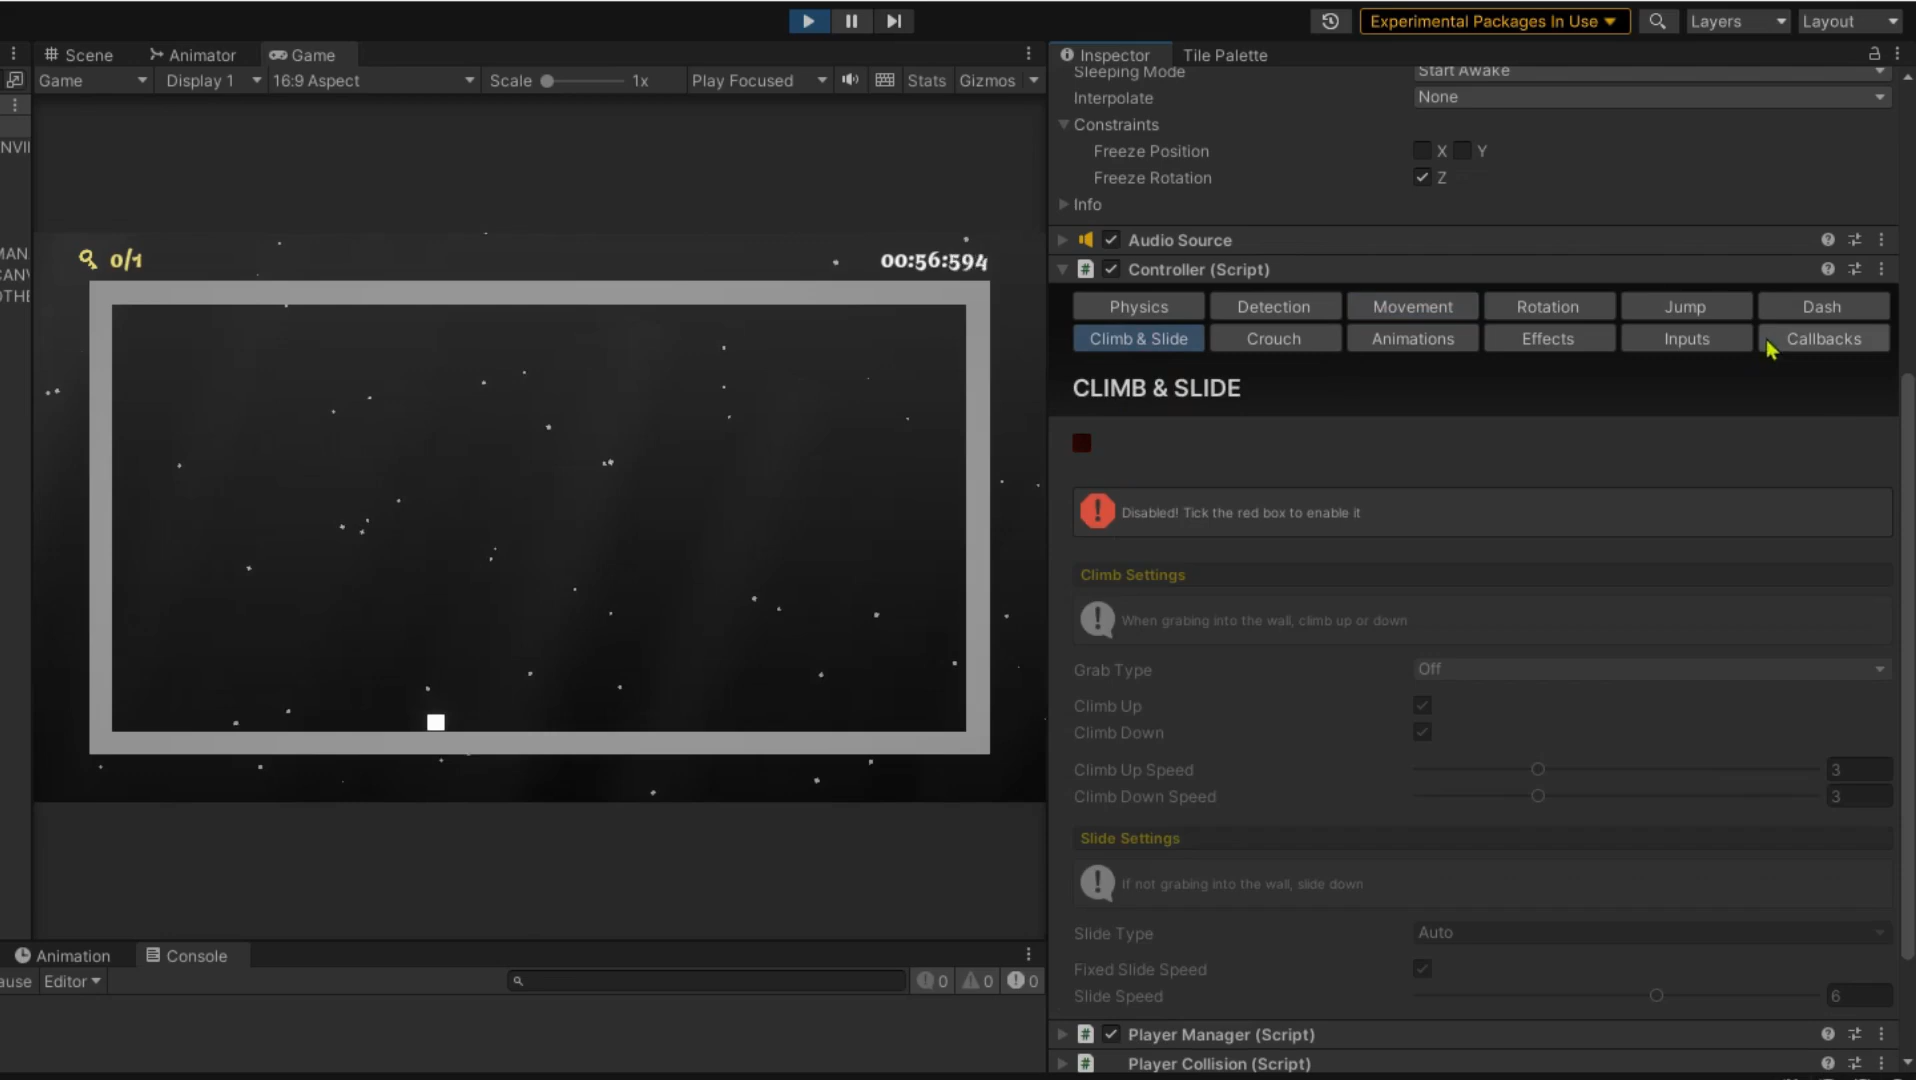 Experimental Packages In Use
Layers
Layout
Scene
Animator
Game
Inspector
Tile Palette
Game
Display 1
16:9 Aspect
Scale
1x
Play Focused
Stats
Gizmos
Sleeping Mode
Start Awake
Interpolate
None
Constraints
Freeze Position
X
Y
Freeze Rotation
Z
Info
Audio Source
Controller (Script)
Physics
Detection
Movement
Rotation
Jump
Dash
Climb & Slide
Crouch
Animations
Effects
Inputs
Callbacks
CLIMB & SLIDE
Disabled! Tick the red box to enable it
Climb Settings
When grabing into the wall, climb up or down
Grab Type
Off
Climb Up
Climb Down
Climb Up Speed
3
Climb Down Speed
3
Slide Settings
If not grabing into the wall, slide down
Slide Type
Auto
Fixed Slide Speed
Slide Speed
6
Player Manager (Script)
Player Collision (Script)
NVI
MAN.
CANV
OTHE
0/1
00:56:594
Animation
Console
ause
Editor
0
0
0